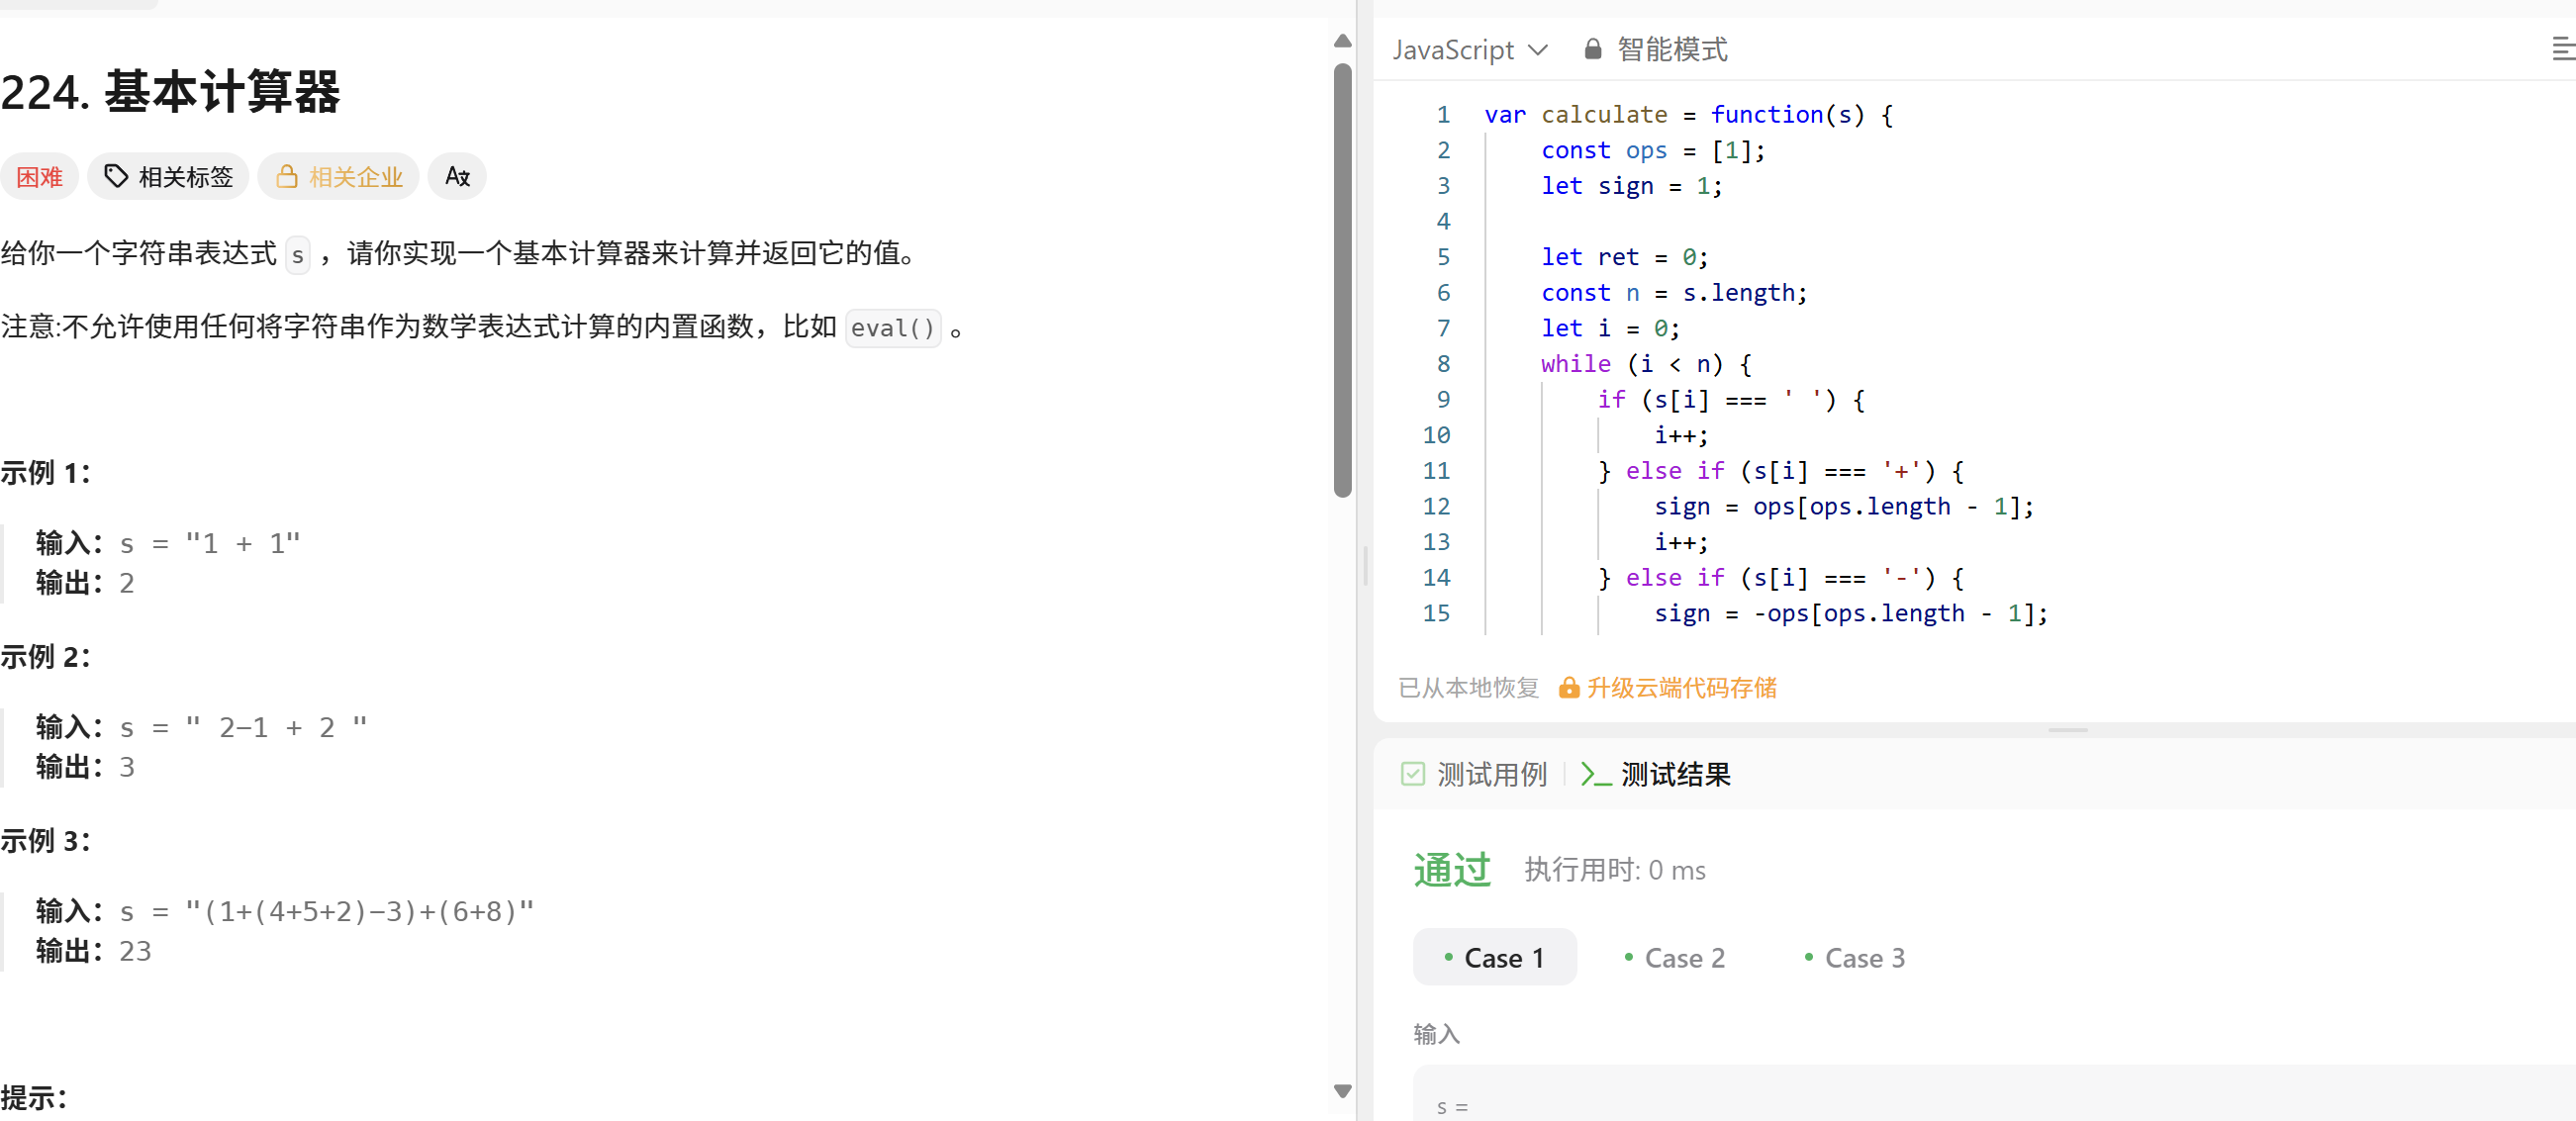 224. 基本计算器
困难 相关标签 相关企业
给你一个字符串表达式 s ，请你实现一个基本计算器来计算并返回它的值。
注意:不允许使用任何将字符串作为数学表达式计算的内置函数，比如 eval() 。
示例 1：
输入：s = "1 + 1"
输出：2
示例 2：
输入：s = " 2-1 + 2 "
输出：3
示例 3：
输入：s = "(1+(4+5+2)-3)+(6+8)"
输出：23
提示：
JavaScript 智能模式
1 var calculate = function(s) {
2 const ops = [1];
3 let sign = 1;
4
5 let ret = 0;
6 const n = s.length;
7 let i = 0;
8 while (i < n) {
9 if (s[i] === ' ') {
10 i++;
11 } else if (s[i] === '+') {
12 sign = ops[ops.length - 1];
13 i++;
14 } else if (s[i] === '-') {
15 sign = -ops[ops.length - 1];
已从本地恢复 升级云端代码存储
测试用例 测试结果
通过 执行用时: 0 ms
Case 1 Case 2 Case 3
输入
s =